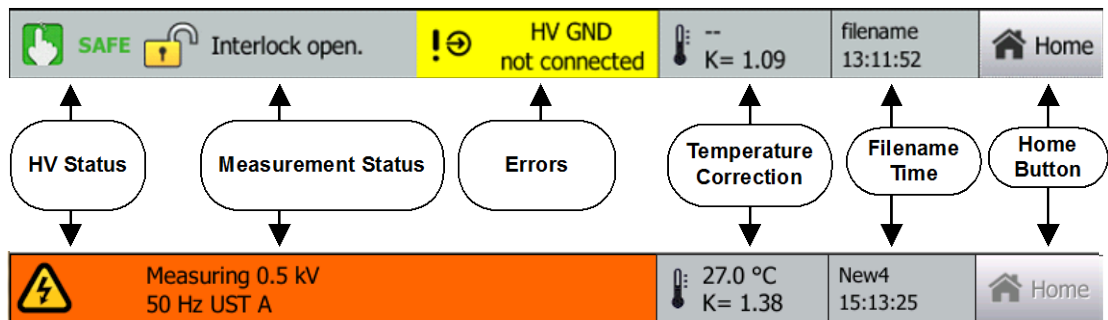 SAFE Interlock open.
HV GND
not connected
--
K= 1.09
filename
13:11:52
Home
HV Status
Measurement Status
Errors
Temperature
Correction
Filename
Time
Home
Button
Measuring 0.5 kV
50 Hz UST A
27.0 °C
K= 1.38
New4
15:13:25
Home